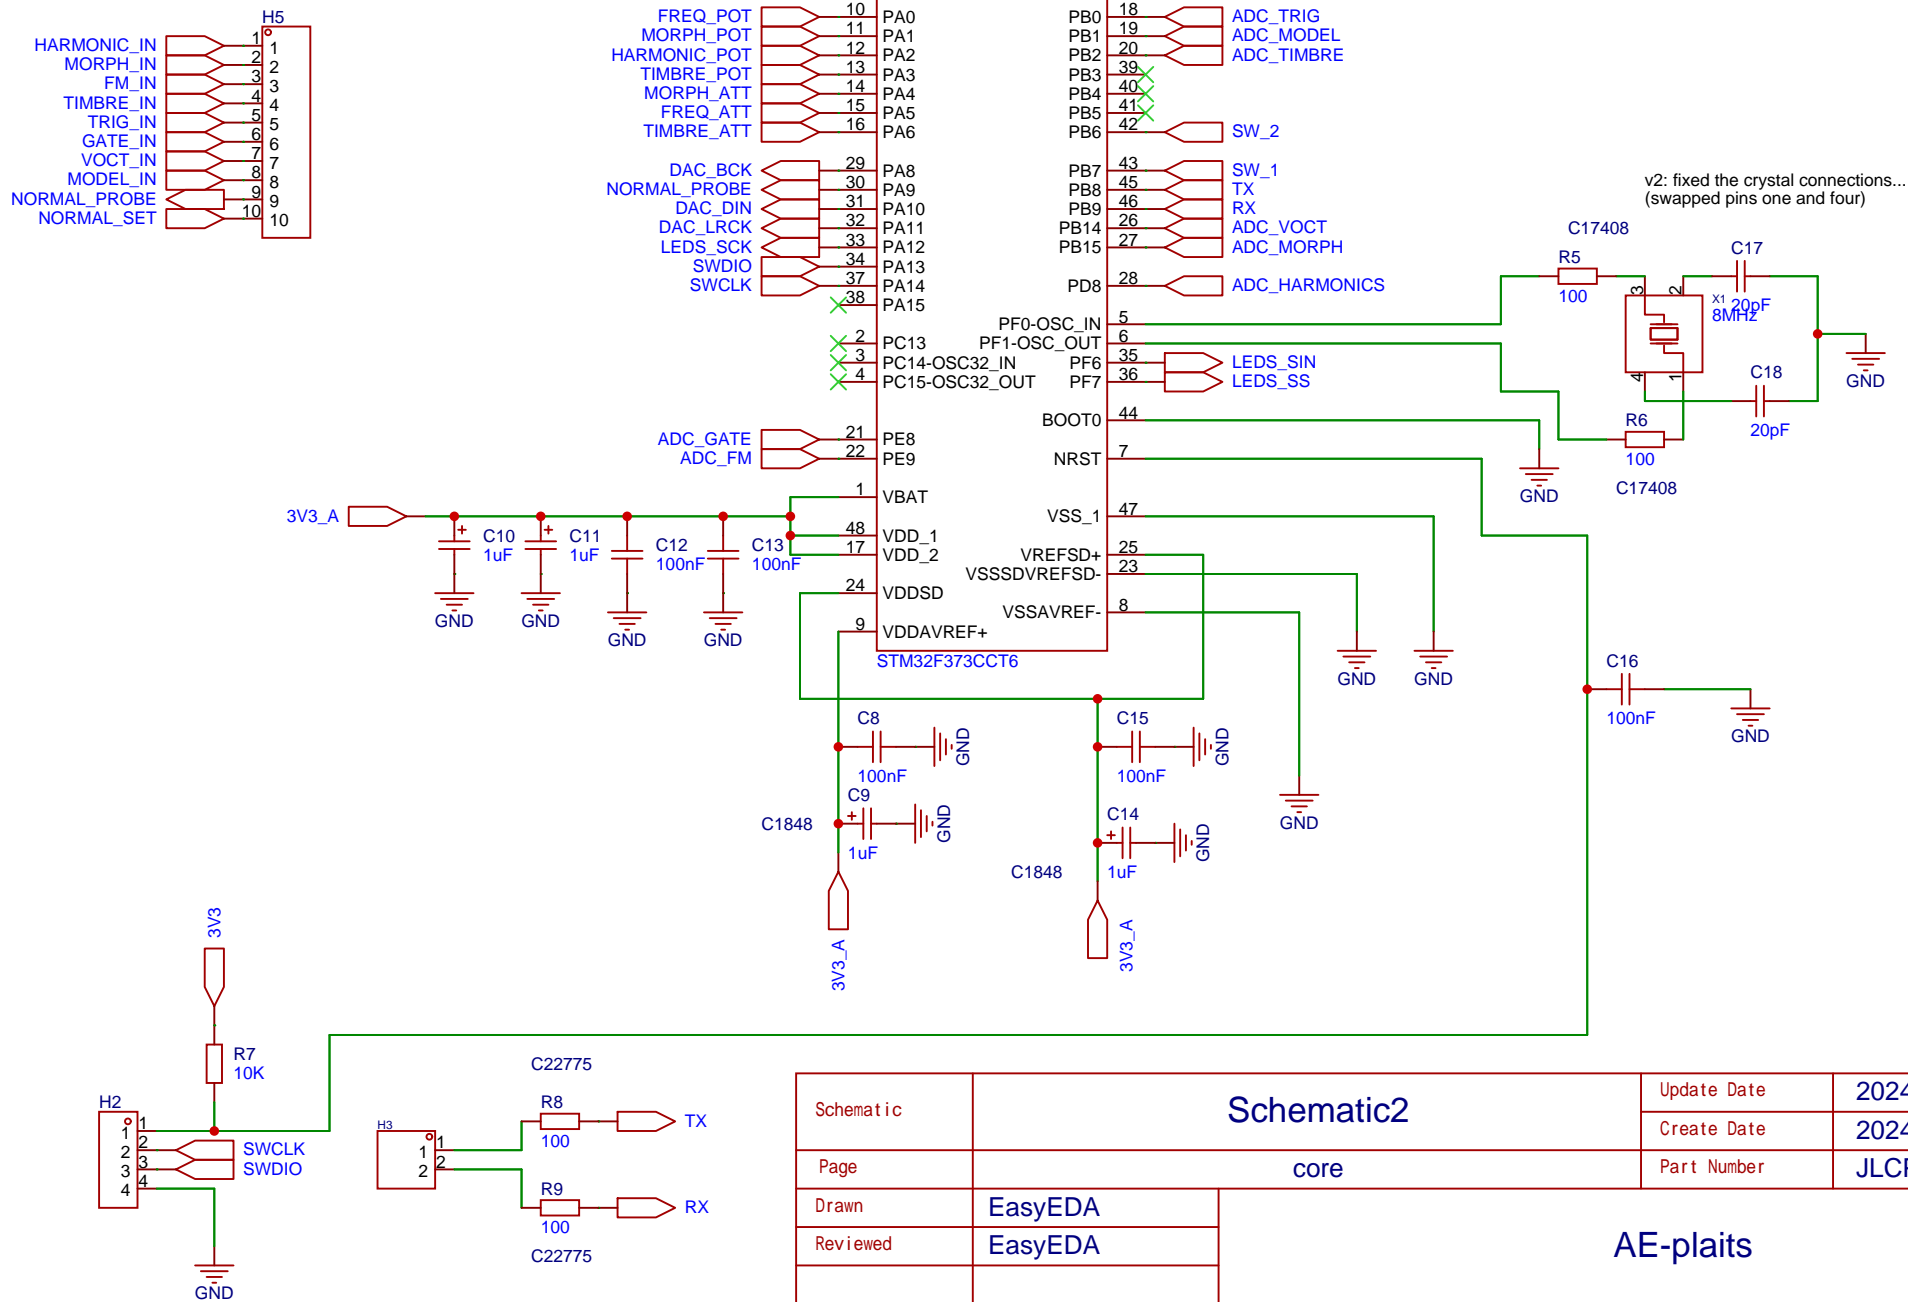 H5
HARMONIC_IN 1 1
MORPH_IN 2 2
FM_IN 3 3
TIMBRE_IN 4 4
TRIG_IN 5 5
GATE_IN 6 6
VOCT_IN 7 7
MODEL_IN 8 8
NORMAL_PROBE 9 9
NORMAL_SET 10 10
FREQ_POT 10 PA0
MORPH_POT 11 PA1
HARMONIC_POT 12 PA2
TIMBRE_POT 13 PA3
MORPH_ATT 14 PA4
FREQ_ATT 15 PA5
TIMBRE_ATT 16 PA6
DAC_BCK 29 PA8
NORMAL_PROBE 30 PA9
DAC_DIN 31 PA10
DAC_LRCK 32 PA11
LEDS_SCK 33 PA12
SWDIO 34 PA13
SWCLK 37 PA14
38 PA15
2 PC13
3 PC14-OSC32_IN
4 PC15-OSC32_OUT
ADC_GATE 21 PE8
ADC_FM 22 PE9
1 VBAT
48 VDD_1
17 VDD_2
24 VDDSD
9 VDDAVREF+
STM32F373CCT6
PB0 18 ADC_TRIG
PB1 19 ADC_MODEL
PB2 20 ADC_TIMBRE
PB3 39
PB4 40
PB5 41
PB6 42 SW_2
PB7 43 SW_1
PB8 45 TX
PB9 46 RX
PB14 26 ADC_VOCT
PB15 27 ADC_MORPH
PD8 28 ADC_HARMONICS
PF0-OSC_IN 5
PF1-OSC_OUT 6
PF6 35 LEDS_SIN
PF7 36 LEDS_SS
BOOT0 44
NRST 7
VSS_1 47
VREFSD+ 25
VSSSDVREFSD- 23
VSSAVREF- 8
v2: fixed the crystal connections...
(swapped pins one and four)
C17408
R5
100
C17
20pF
X1
8MHz
3 2
4 1
C18
20pF
GND
R6
100
C17408
GND
3V3_A
C10
1uF
C11
1uF
C12
100nF
C13
100nF
GND
GND
GND
GND
GND
GND
C16
100nF
GND
C8
100nF
GND
C9
1uF
C1848
GND
3V3_A
C15
100nF
GND
C14
1uF
C1848
GND
3V3_A
GND
3V3
R7
10K
H2
1 1
2 2 SWCLK
3 3 SWDIO
4 4
GND
H3
1 1
2 2
C22775
R8
100
TX
R9
100
RX
C22775
Schematic Schematic2
Update Date 2024
Create Date 2024
Page core
Part Number
Drawn EasyEDA
Reviewed EasyEDA
AE-plaits